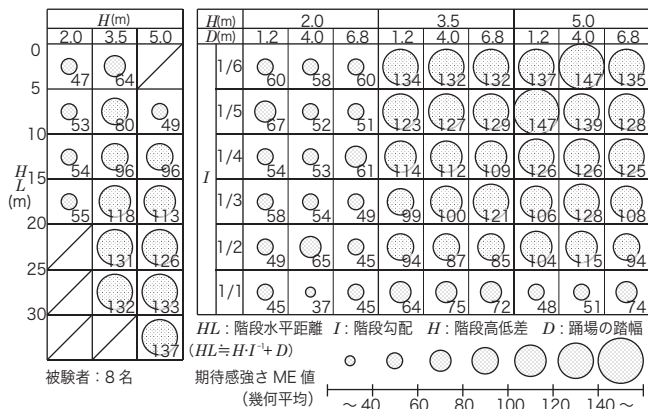 H(m)
2.0 3.5 5.0
0
47 64
5
53 80 49
10
54 96 96
HL (m) 15
55 118 113
20
131 126
25
132 133
30
137
被験者：8 名
H(m) 2.0 3.5 5.0
D(m) 1.2 4.0 6.8 1.2 4.0 6.8 1.2 4.0 6.8
1/6 60 58 60 134 132 132 137 147 135
1/5 67 52 51 123 127 129 147 139 128
1/4 54 53 61 114 112 109 126 126 125
I
1/3 58 54 49 99 100 121 106 128 108
1/2 49 65 45 94 87 85 104 115 94
1/1 45 37 45 64 75 72 48 51 74
HL：階段水平距離 I：階段勾配 H：階段高低差 D：踊場の踏幅
(HL≒H·I⁻¹+ D)
期待感強さ ME 値
(幾何平均)
～ 40 60 80 100 120 140 ～